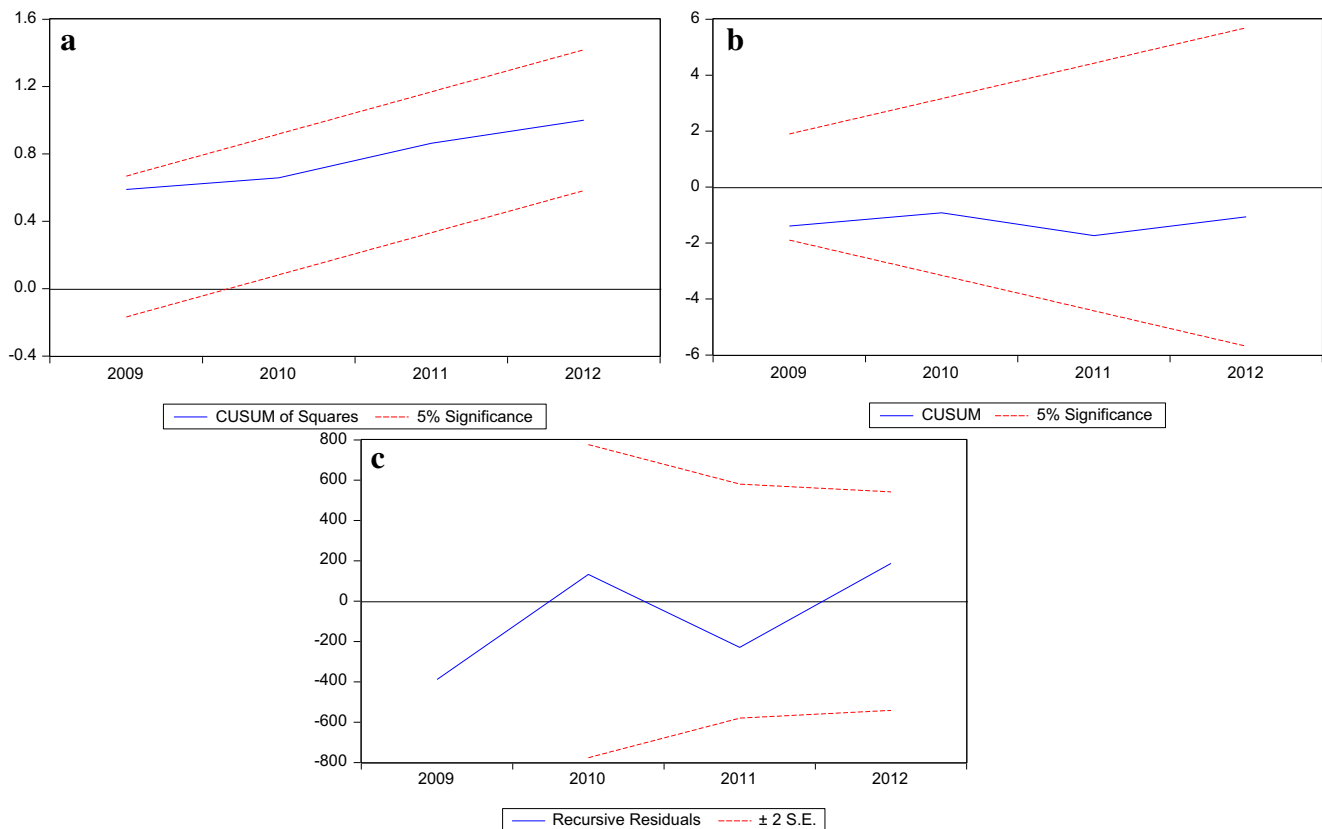 a
1.6
1.2
0.8
0.4
0.0
-0.4
2009 2010 2011 2012
CUSUM of Squares 5% Significance
b
6
4
2
0
-2
-4
-6
2009 2010 2011 2012
CUSUM 5% Significance
c
800
600
400
200
0
-200
-400
-600
-800
2009 2010 2011 2012
Recursive Residuals ± 2 S.E.